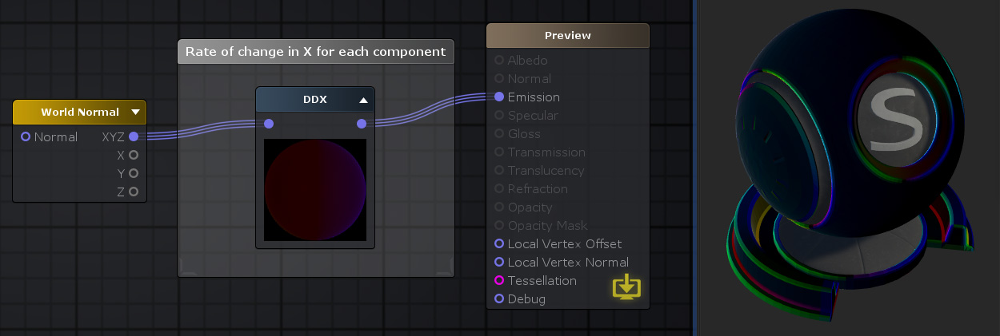 World Normal
Normal XYZ
X
Y
Z
Rate of change in X for each component
DDX
Preview
Albedo
Normal
Emission
Specular
Gloss
Transmission
Translucency
Refraction
Opacity
Opacity Mask
Local Vertex Offset
Local Vertex Normal
Tessellation
Debug
S